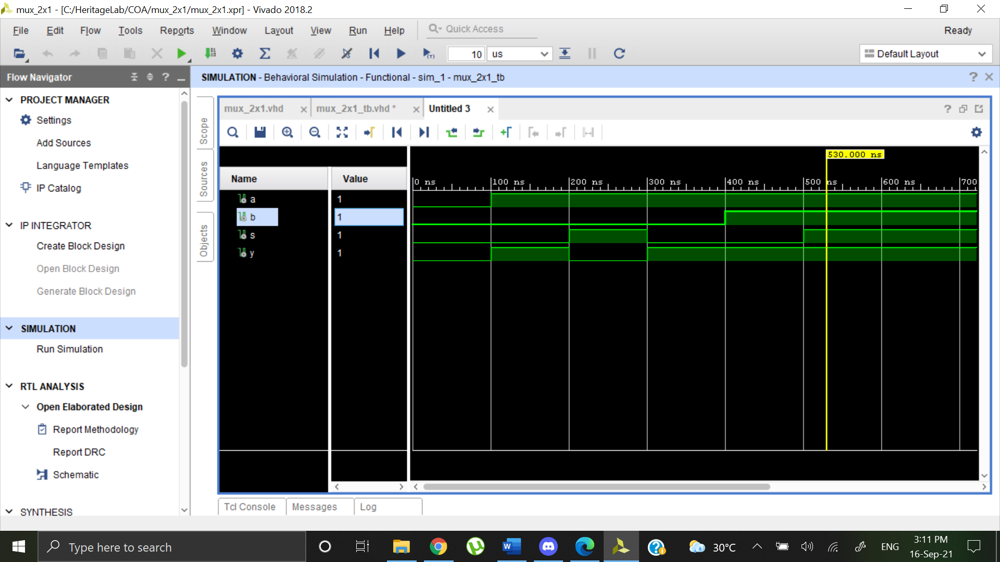 mux_2x1 - [C:/HeritageLab/COA/mux_2x1/mux_2x1.xpr] - Vivado 2018.2
File Edit Flow Tools Reports Window Layout View Run Help Quick Access Ready
10 us Default Layout
Flow Navigator
SIMULATION - Behavioral Simulation - Functional - sim_1 - mux_2x1_tb
PROJECT MANAGER
Settings
Add Sources
Language Templates
IP Catalog
IP INTEGRATOR
Create Block Design
Open Block Design
Generate Block Design
SIMULATION
Run Simulation
RTL ANALYSIS
Open Elaborated Design
Report Methodology
Report DRC
Schematic
SYNTHESIS
Scope
Sources
Objects
mux_2x1.vhd mux_2x1_tb.vhd * Untitled 3
530.000 ns
Name Value
0 ns 100 ns 200 ns 300 ns 400 ns 500 ns 600 ns 700
a 1
b 1
s 1
y 1
Tcl Console Messages Log
Type here to search
30°C ENG
3:11 PM
16-Sep-21